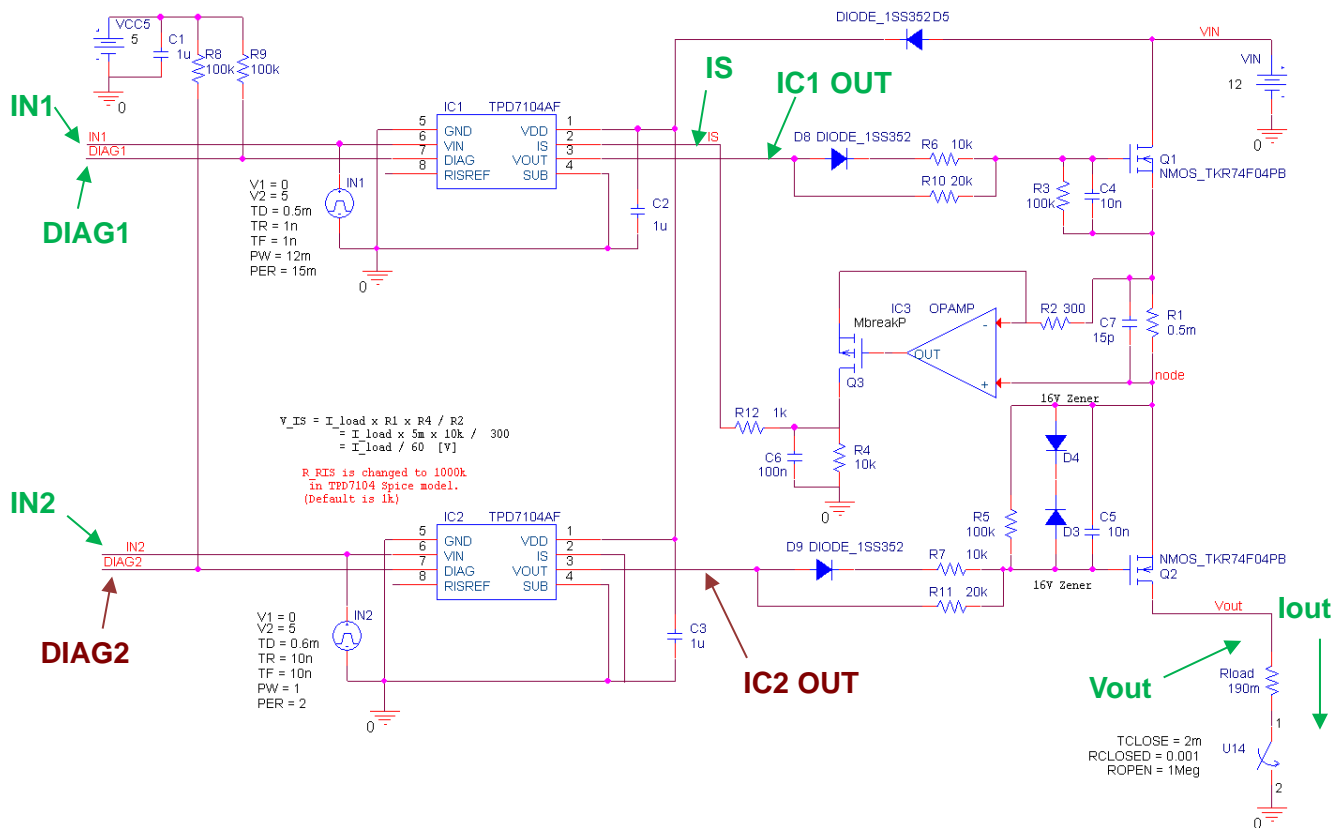 VCC5
5
C1
1u
R8
100k
R9
100k
0
DIODE_1SS352 D5
VIN
VIN
12
0
IN1
DIAG1
IN1
DIAG1
IC1 TPD7104AF
5 GND VDD 1
6 VIN IS 2
7 DIAG VOUT 3
8 RISREF SUB 4
IS
IS
IC1 OUT
D8 DIODE_1SS352
R6 10k
R10 20k
R3
100k
C4
10n
Q1
NMOS_TKR74F04PB
V1 = 0
V2 = 5
TD = 0.5m
TR = 1n
TF = 1n
PW = 12m
PER = 15m
IN1
C2
1u
0
IC3 OPAMP
MbreakP
OUT
-
+
Q3
R2 300
C7
15p
R1
0.5m
node
R12 1k
C6
100n
R4
10k
0
16V Zener
D4
D3
R5
100k
C5
10n
16V Zener
NMOS_TKR74F04PB
Q2
V_IS = I_load x R1 x R4 / R2
= I_load x 5m x 10k / 300
= I_load / 60 [V]
R_RIS is changed to 1000k
in TPD7104 Spice model.
(Default is 1k)
IN2
DIAG2
IN2
DIAG2
IC2 TPD7104AF
5 GND VDD 1
6 VIN IS 2
7 DIAG VOUT 3
8 RISREF SUB 4
IC2 OUT
D9 DIODE_1SS352
R7 10k
R11 20k
V1 = 0
V2 = 5
TD = 0.6m
TR = 10n
TF = 10n
PW = 1
PER = 2
IN2
C3
1u
0
Vout
Vout
Iout
Rload
190m
1
TCLOSE = 2m
RCLOSED = 0.001
ROPEN = 1Meg
U14
2
0